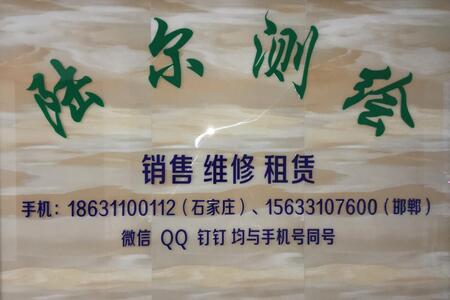 陆尔测绘
销售 维修 租赁
手机：18631100112（石家庄）、15633107600（邯郸）
微信 QQ 钉钉 均与手机号同号